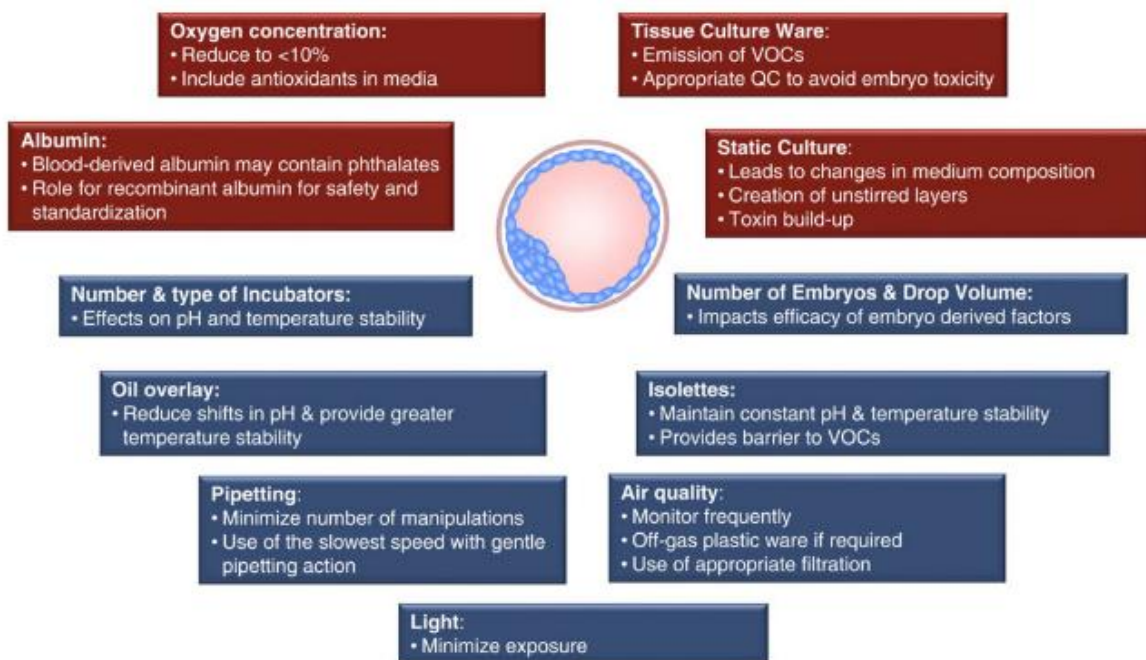 Oxygen concentration:
• Reduce to <10%
• Include antioxidants in media
Tissue Culture Ware:
• Emission of VOCs
• Appropriate QC to avoid embryo toxicity
Albumin:
• Blood-derived albumin may contain phthalates
• Role for recombinant albumin for safety and
standardization
Static Culture:
• Leads to changes in medium composition
• Creation of unstirred layers
• Toxin build-up
Number & type of Incubators:
• Effects on pH and temperature stability
Number of Embryos & Drop Volume:
• Impacts efficacy of embryo derived factors
Oil overlay:
• Reduce shifts in pH & provide greater
temperature stability
Isolettes:
• Maintain constant pH & temperature stability
• Provides barrier to VOCs
Pipetting:
• Minimize number of manipulations
• Use of the slowest speed with gentle
pipetting action
Air quality:
• Monitor frequently
• Off-gas plastic ware if required
• Use of appropriate filtration
Light:
• Minimize exposure